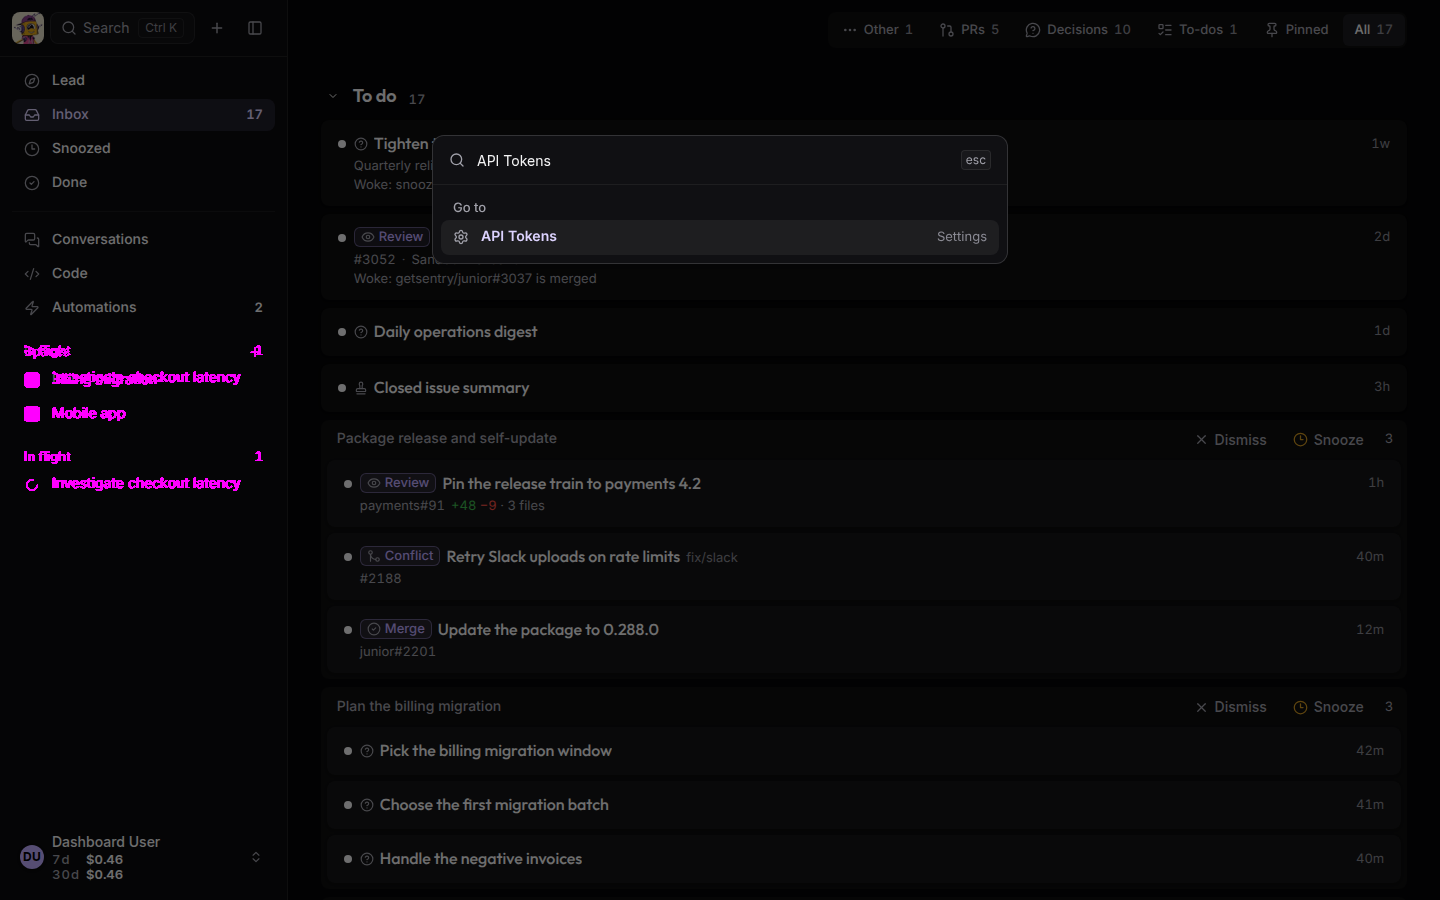 Search Ctrl K
Other 1 PRs 5 Decisions 10 To-dos 1 Pinned All 17
Lead
Inbox 17
Snoozed
Done
Conversations
Code
Automations 2
checkout latency
Mobile app
In flight 1
Investigate checkout latency
Dashboard User
7d $0.46
30d $0.46
DU
To do 17
Tighten 1w
Quarterly
Woke:
API Tokens esc
Go to
API Tokens Settings
Review 2d
#3052 ·
Woke: getsentry/junior#3037 is merged
Daily operations digest 1d
Closed issue summary 3h
Package release and self-update Dismiss Snooze 3
Review Pin the release train to payments 4.2 1h
payments#91 +48 −9 · 3 files
Conflict Retry Slack uploads on rate limits fix/slack 40m
#2188
Merge Update the package to 0.288.0 12m
junior#2201
Plan the billing migration Dismiss Snooze 3
Pick the billing migration window 42m
Choose the first migration batch 41m
Handle the negative invoices 40m